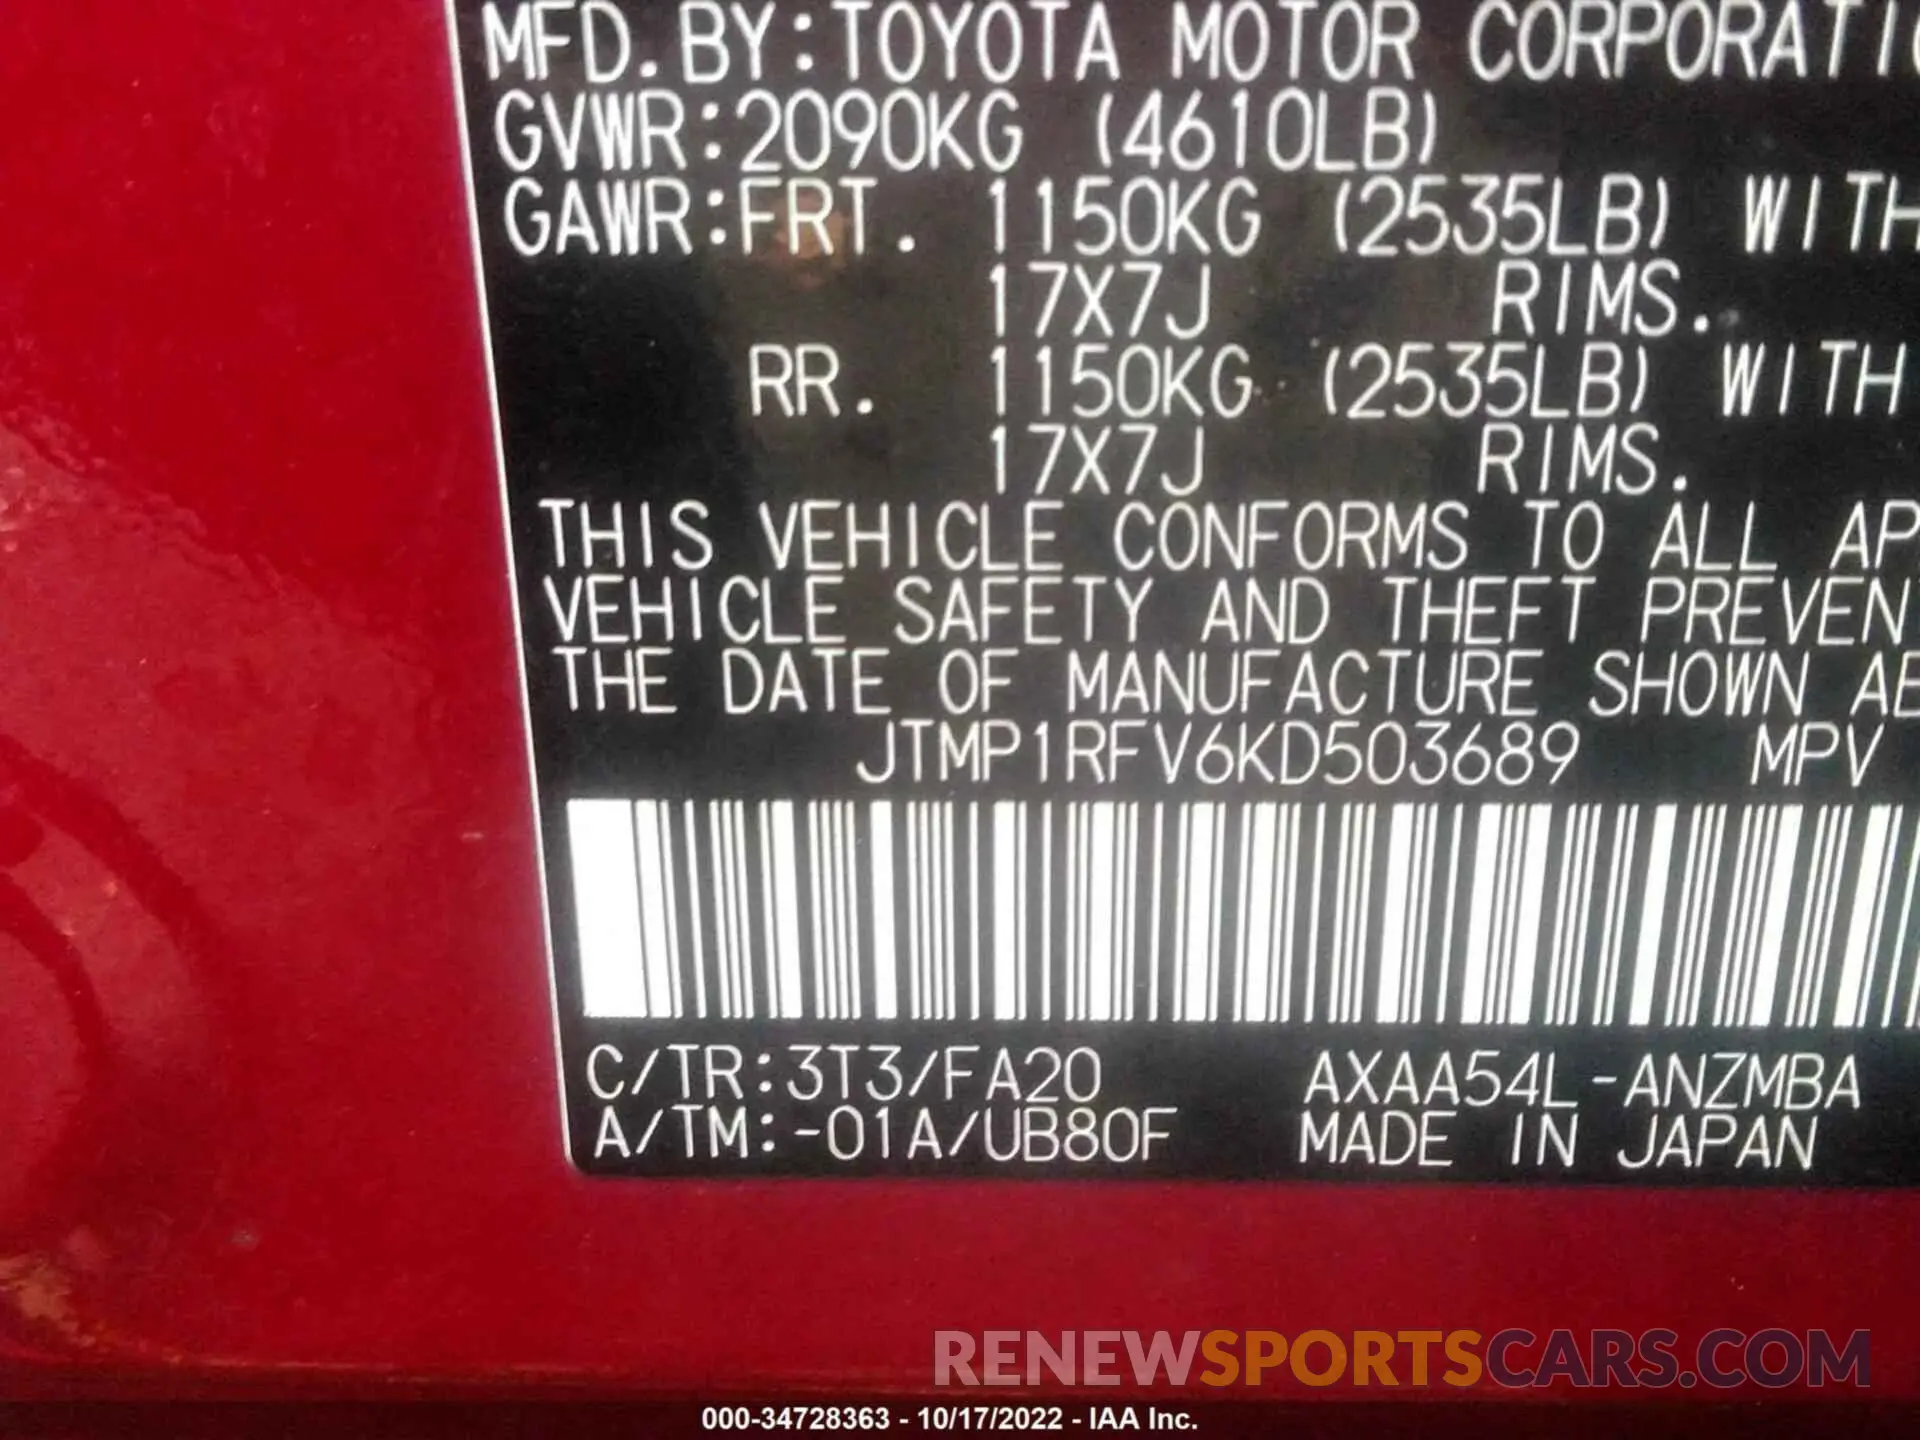 MFD.BY:TOYOTA MOTOR CORPORATIO
GVWR:2090KG (4610LB)
GAWR:FRT. 1150KG (2535LB) WITH
17X7J RIMS.
RR. 1150KG (2535LB) WITH
17X7J RIMS.
THIS VEHICLE CONFORMS TO ALL AP
VEHICLE SAFETY AND THEFT PREVEN
THE DATE OF MANUFACTURE SHOWN AB
JTMP1RFV6KD503689 MPV
C/TR:3T3/FA20 AXAA54L-ANZMBA
A/TM:-01A/UB80F MADE IN JAPAN
RENEWSPORTSCARS.COM
000-34728363 - 10/17/2022 - IAA Inc.